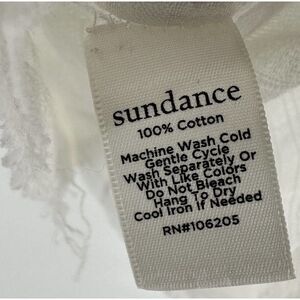 sundance
100% Cotton
Machine Wash Cold
Gentle Cycle
Wash Separately Or
With Like Colors
Do Not Bleach
Hang To Dry
Cool Iron If Needed
RN#106205